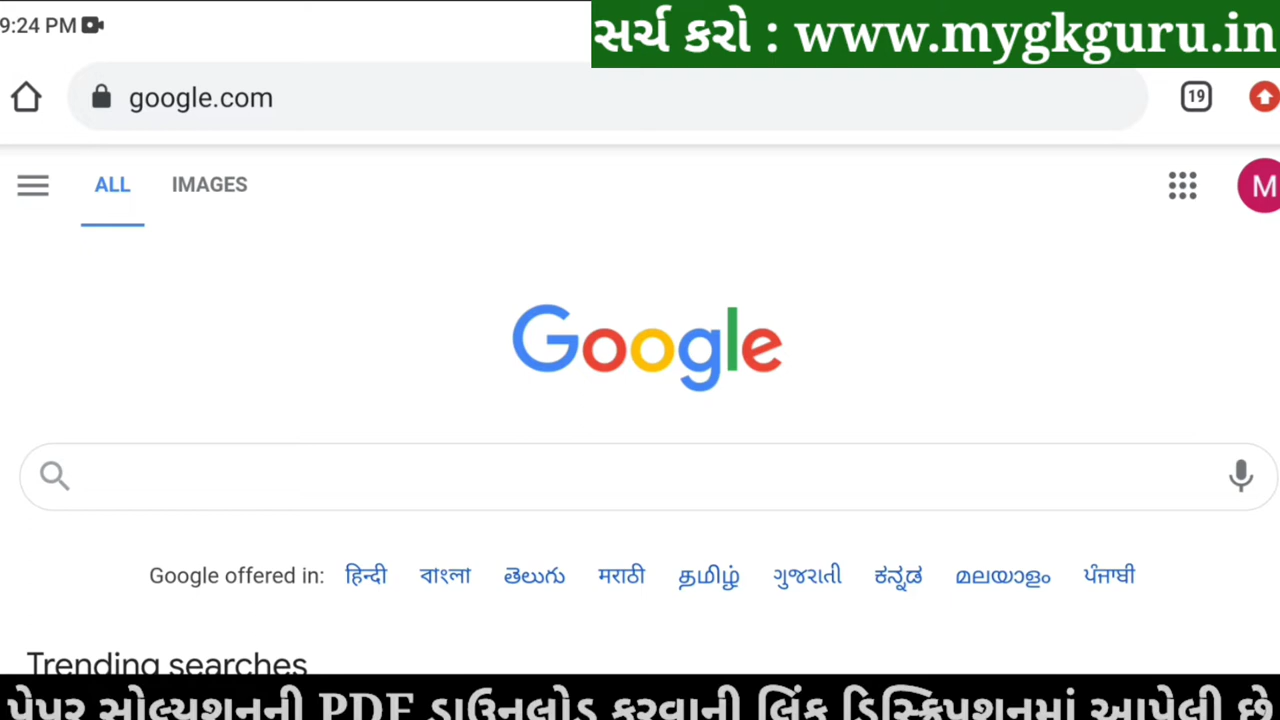 9:24 PM
સર્ચ કરો : www.mygkguru.in
google.com
19
ALL IMAGES
M
Google
Google offered in: हिन्दी বাংলা తెలుగు मराठी தமிழ் ગુજરાતી ಕನ್ನಡ മലയാളം ਪੰਜਾਬੀ
Trending searches
પેપર સોલ્યુશનની PDF ડાઉનલોડ કરવાની લિંક ડિસ્ક્રિપશનમાં આપેલી છે